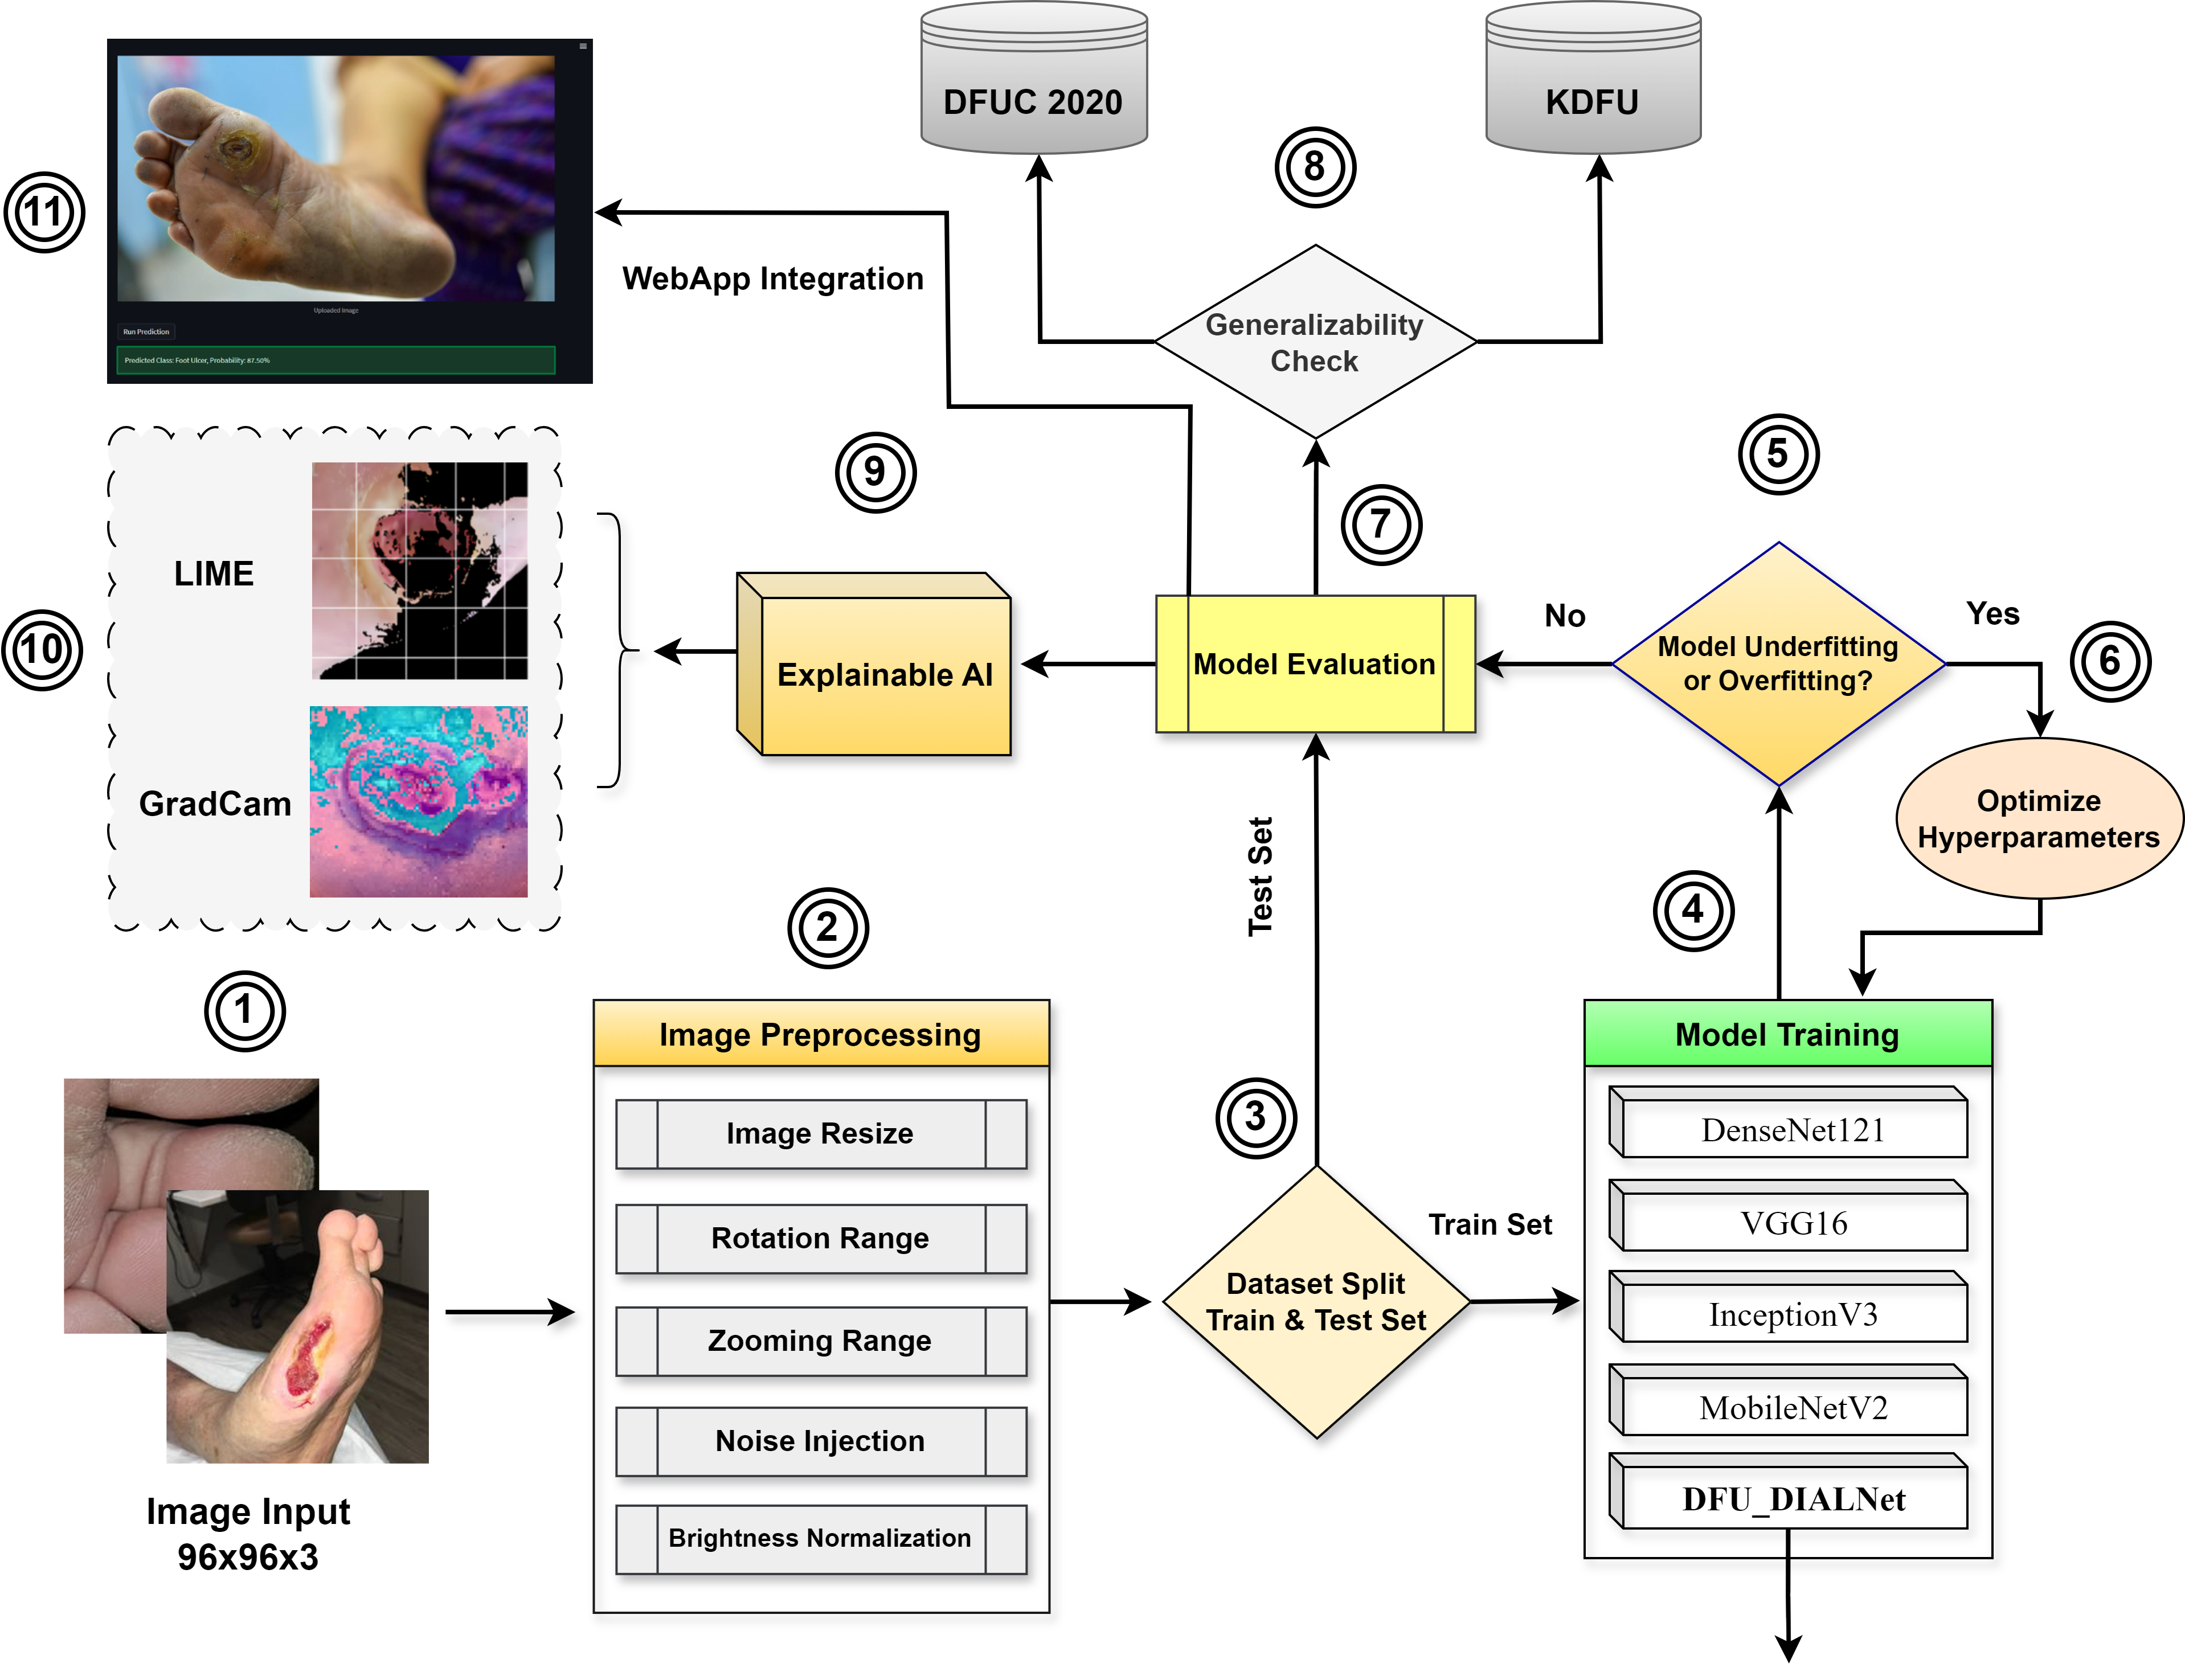 DFUC 2020
KDFU
8
11
Uploaded Image
Run Prediction
Predicted Class: Foot Ulcer, Probability: 87.50%
WebApp Integration
Generalizability
Check
9
7
5
LIME
10
GradCam
Explainable AI
Model Evaluation
No
Model Underfitting
or Overfitting?
Yes
6
Optimize
Hyperparameters
Test Set
4
1
2
3
Image Input
96x96x3
Image Preprocessing
Image Resize
Rotation Range
Zooming Range
Noise Injection
Brightness Normalization
Dataset Split
Train & Test Set
Train Set
Model Training
DenseNet121
VGG16
InceptionV3
MobileNetV2
DFU_DIALNet